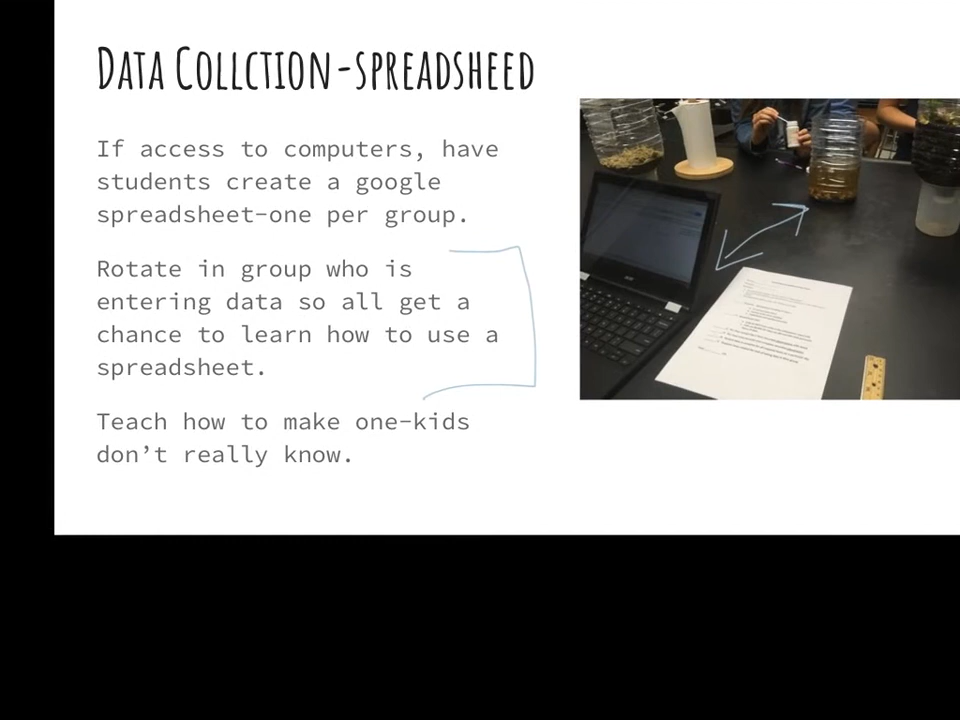 DATA COLLCTION-SPREADSHEED
If access to computers, have
students create a google
spreadsheet-one per group.
Rotate in group who is
entering data so all get a
chance to learn how to use a
spreadsheet.
Teach how to make one-kids
don’t really know.
acer